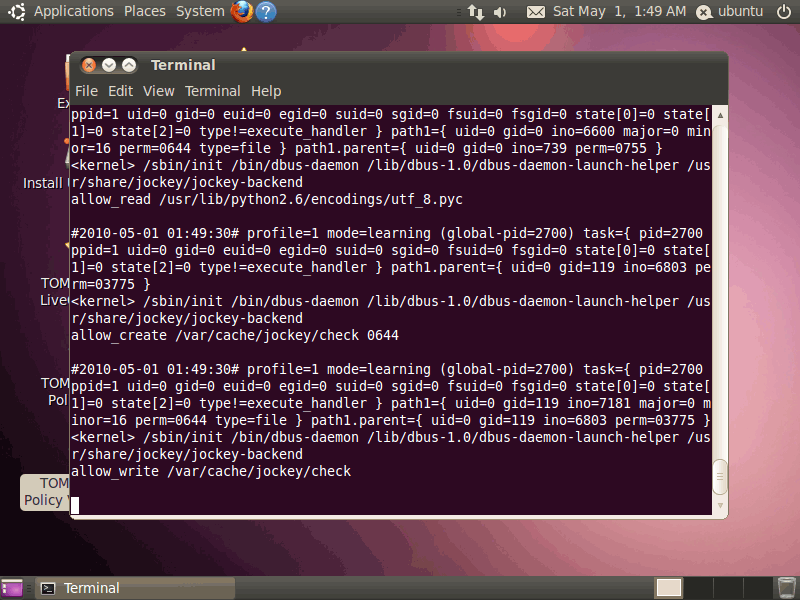 Applications Places System ? Sat May 1, 1:49 AM ubuntu
Terminal
File Edit View Terminal Help
ppid=1 uid=0 gid=0 euid=0 egid=0 suid=0 sgid=0 fsuid=0 fsgid=0 state[0]=0 state[
1]=0 state[2]=0 type!=execute_handler } path1={ uid=0 gid=0 ino=6600 major=0 min
or=16 perm=0644 type=file } path1.parent={ uid=0 gid=0 ino=739 perm=0755 }
<kernel> /sbin/init /bin/dbus-daemon /lib/dbus-1.0/dbus-daemon-launch-helper /us
r/share/jockey/jockey-backend
allow_read /usr/lib/python2.6/encodings/utf_8.pyc
#2010-05-01 01:49:30# profile=1 mode=learning (global-pid=2700) task={ pid=2700
ppid=1 uid=0 gid=0 euid=0 egid=0 suid=0 sgid=0 fsuid=0 fsgid=0 state[0]=0 state[
1]=0 state[2]=0 type!=execute_handler } path1.parent={ uid=0 gid=119 ino=6803 pe
rm=03775 }
<kernel> /sbin/init /bin/dbus-daemon /lib/dbus-1.0/dbus-daemon-launch-helper /us
r/share/jockey/jockey-backend
allow_create /var/cache/jockey/check 0644
#2010-05-01 01:49:30# profile=1 mode=learning (global-pid=2700) task={ pid=2700
ppid=1 uid=0 gid=0 euid=0 egid=0 suid=0 sgid=0 fsuid=0 fsgid=0 state[0]=0 state[
1]=0 state[2]=0 type!=execute_handler } path1={ uid=0 gid=119 ino=7181 major=0 m
inor=16 perm=0644 type=file } path1.parent={ uid=0 gid=119 ino=6803 perm=03775 }
<kernel> /sbin/init /bin/dbus-daemon /lib/dbus-1.0/dbus-daemon-launch-helper /us
r/share/jockey/jockey-backend
allow_write /var/cache/jockey/check
Ex
Install
TOM
Live
TOM
Pol
TOM
Policy
Terminal